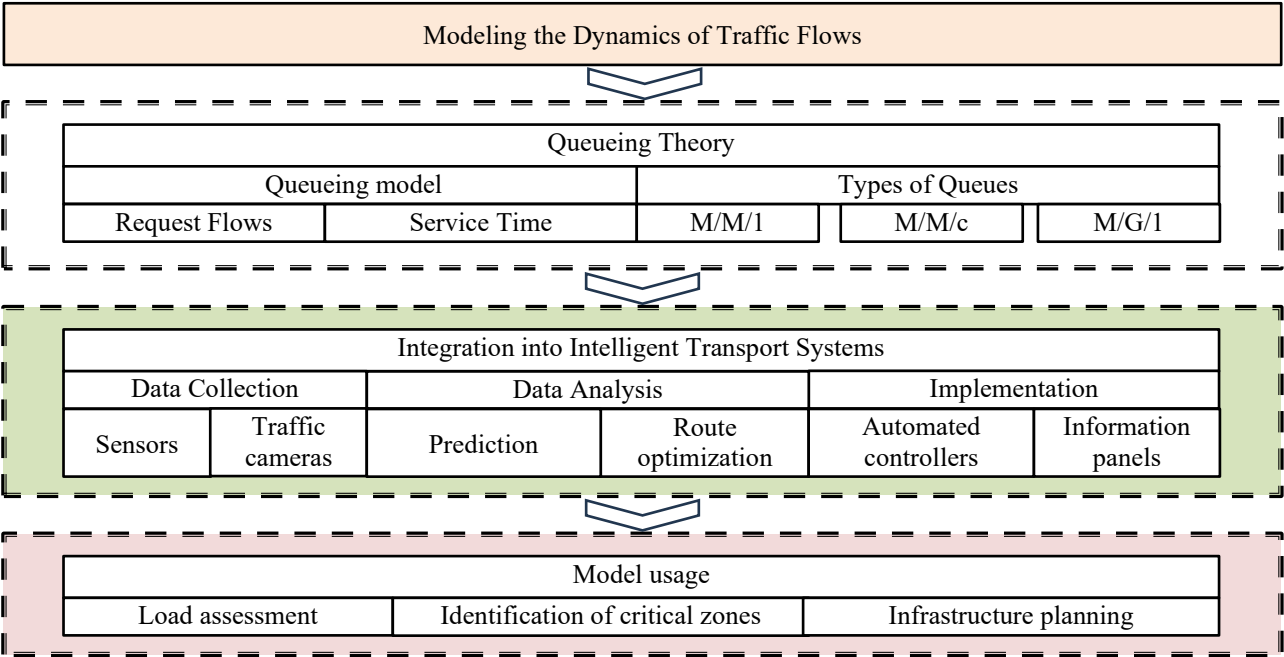 Modeling the Dynamics of Traffic Flows
Queueing Theory
Queueing model
Types of Queues
Request Flows
Service Time
M/M/1
M/M/c
M/G/1
Integration into Intelligent Transport Systems
Data Collection
Data Analysis
Implementation
Sensors
Traffic
cameras
Prediction
Route
optimization
Automated
controllers
Information
panels
Model usage
Load assessment
Identification of critical zones
Infrastructure planning